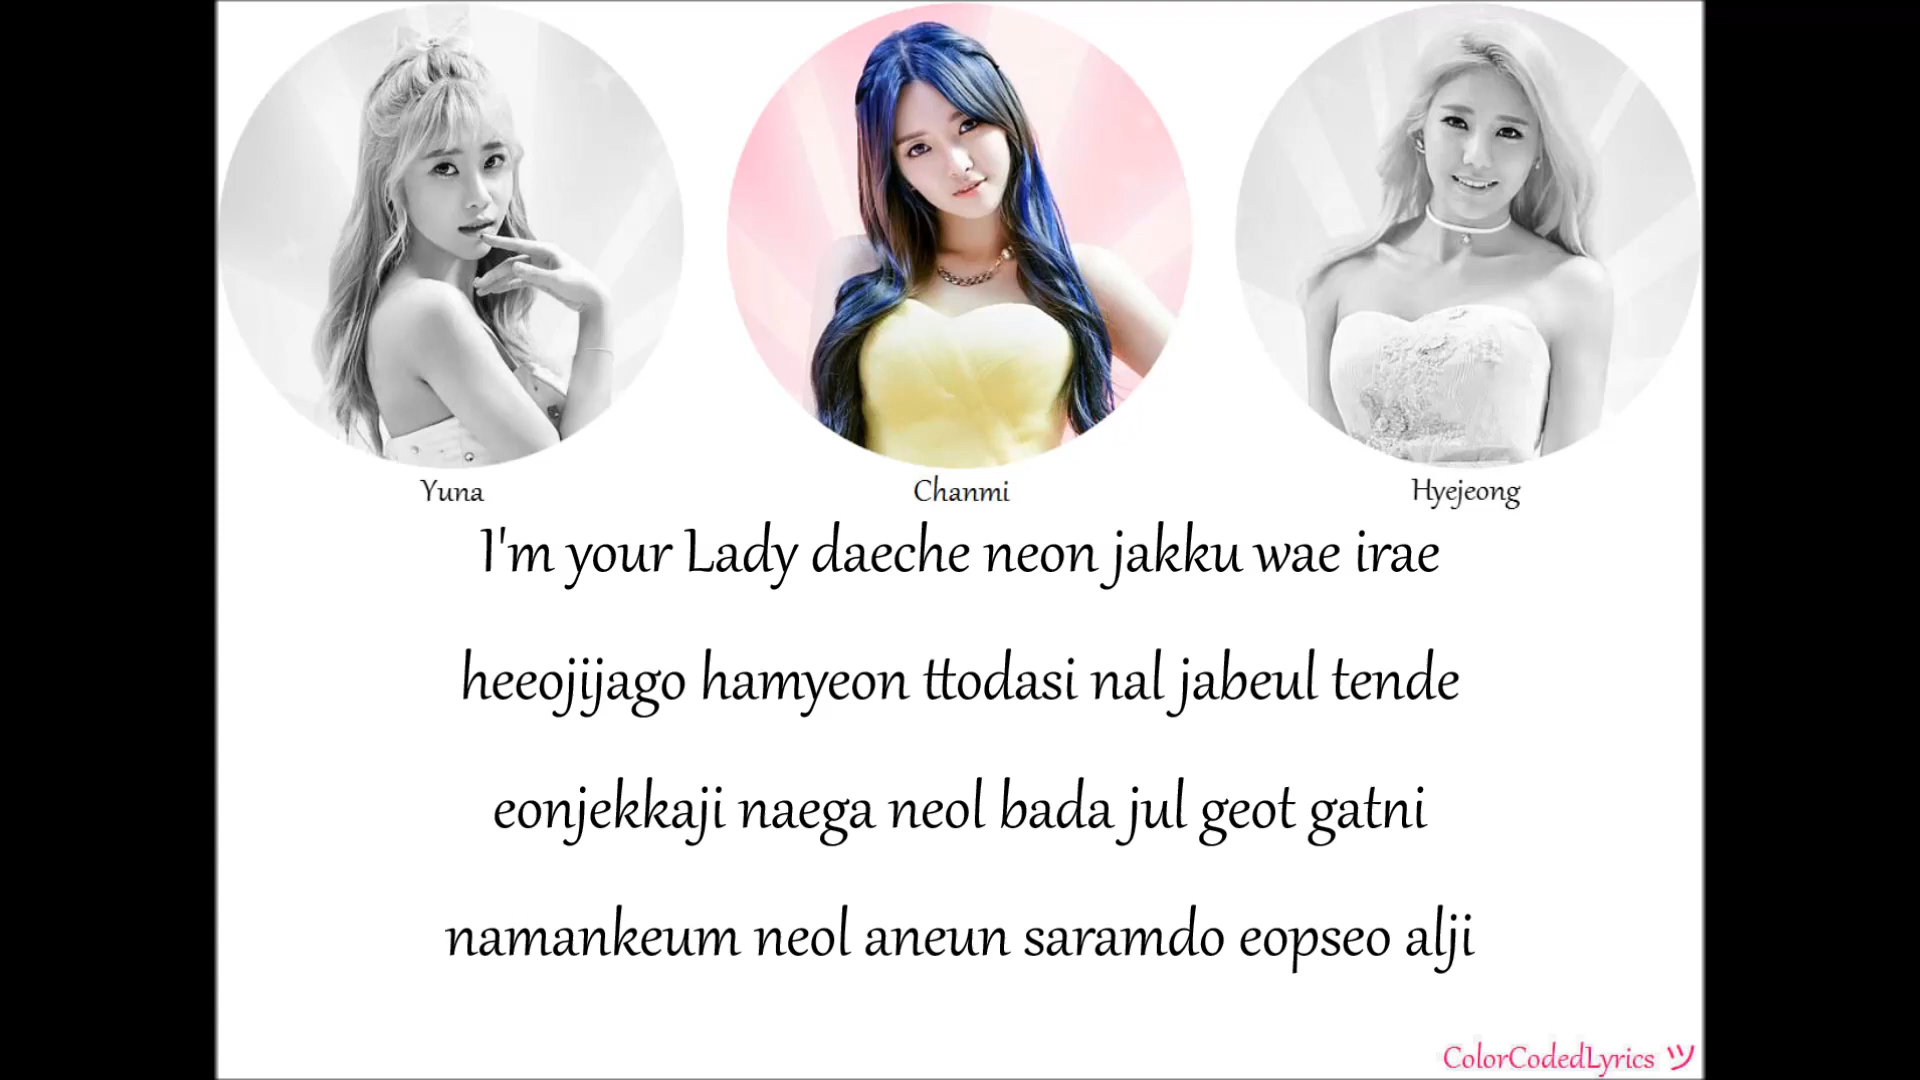 Yuna
Chanmi
Hyejeong
I'm your Lady daeche neon jakku wae irae
heeojijago hamyeon ttodasi nal jabeul tende
eonjekkaji naega neol bada jul geot gatni
namankeum neol aneun saramdo eopseo alji
ColorCodedLyrics ツ